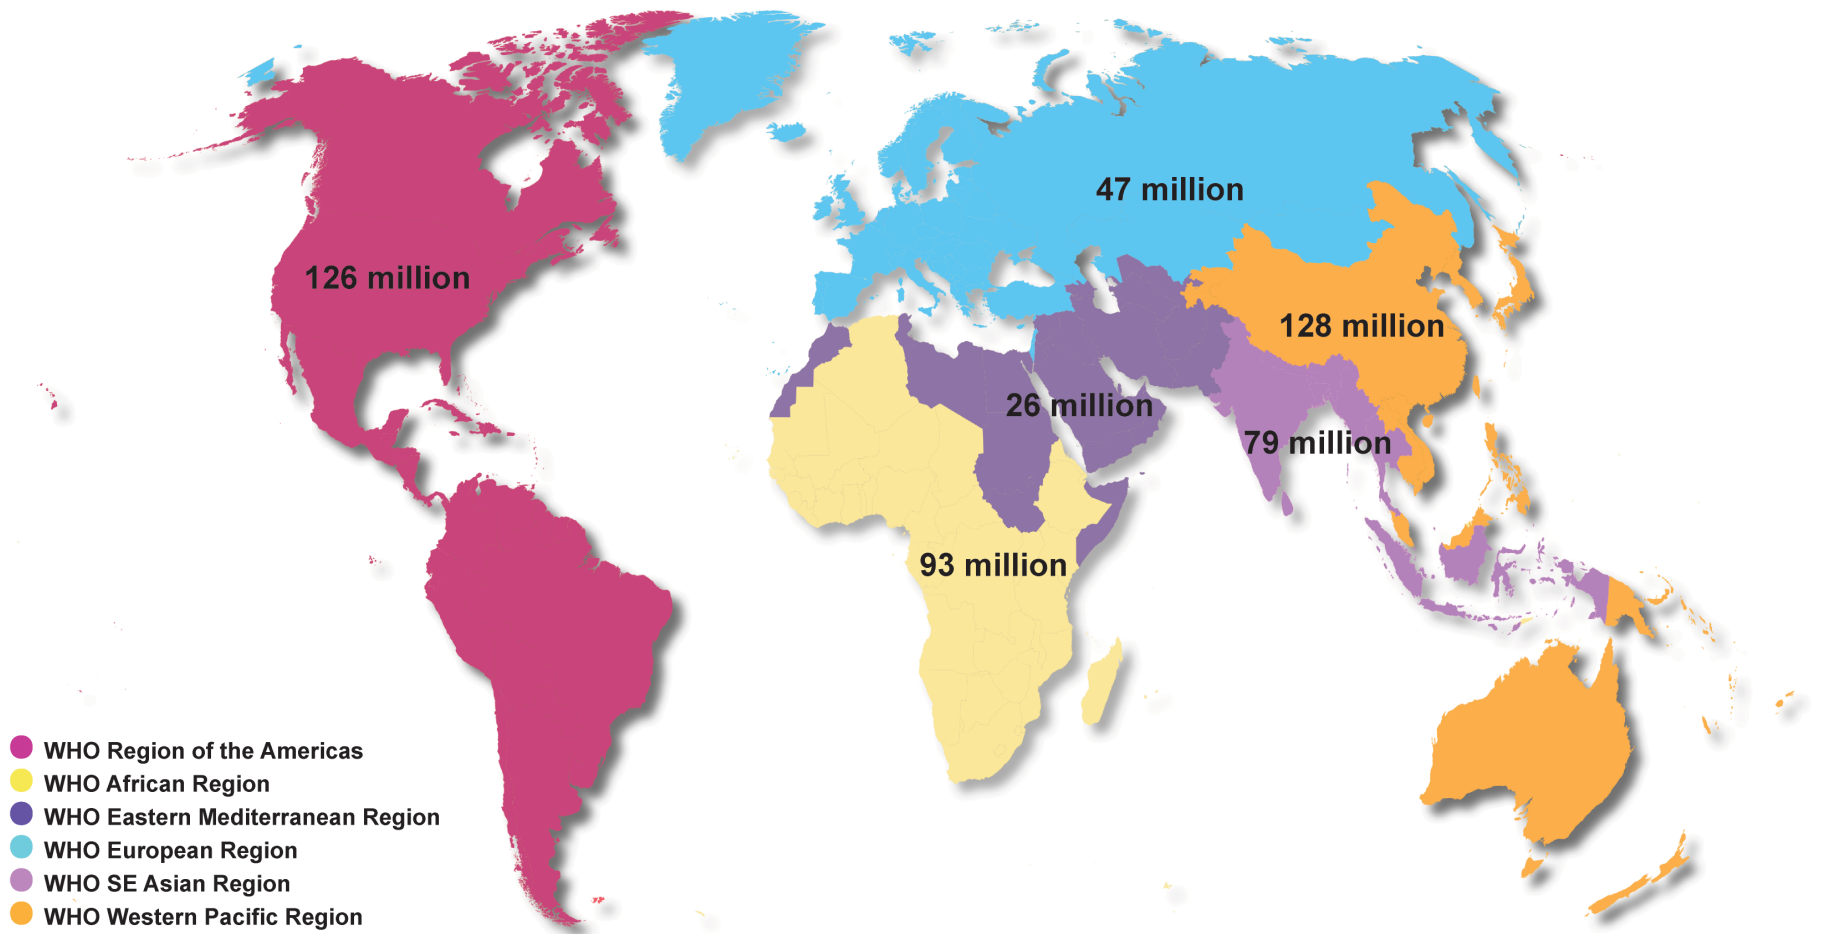 47 million
126 million
128 million
26 million
79 million
93 million
WHO Region of the Americas
WHO African Region
WHO Eastern Mediterranean Region
WHO European Region
WHO SE Asian Region
WHO Western Pacific Region